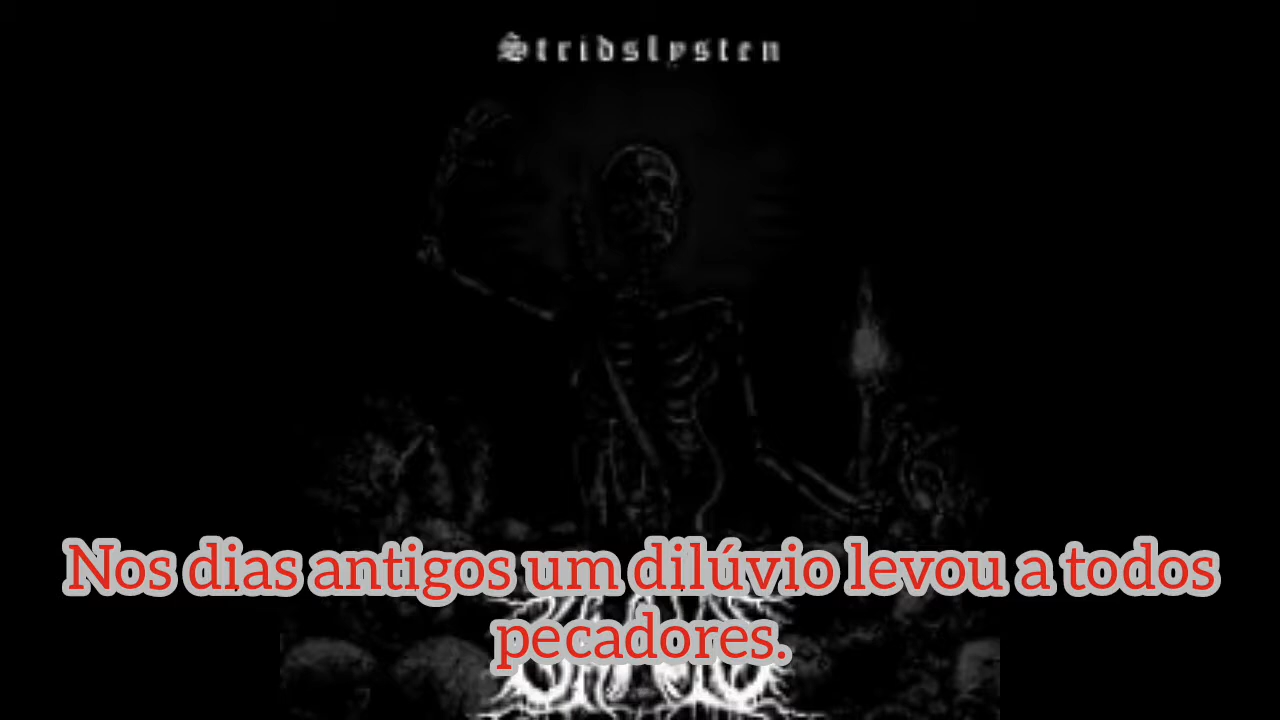 Stridslysten
Nos dias antigos um dilúvio levou a todos
pecadores.